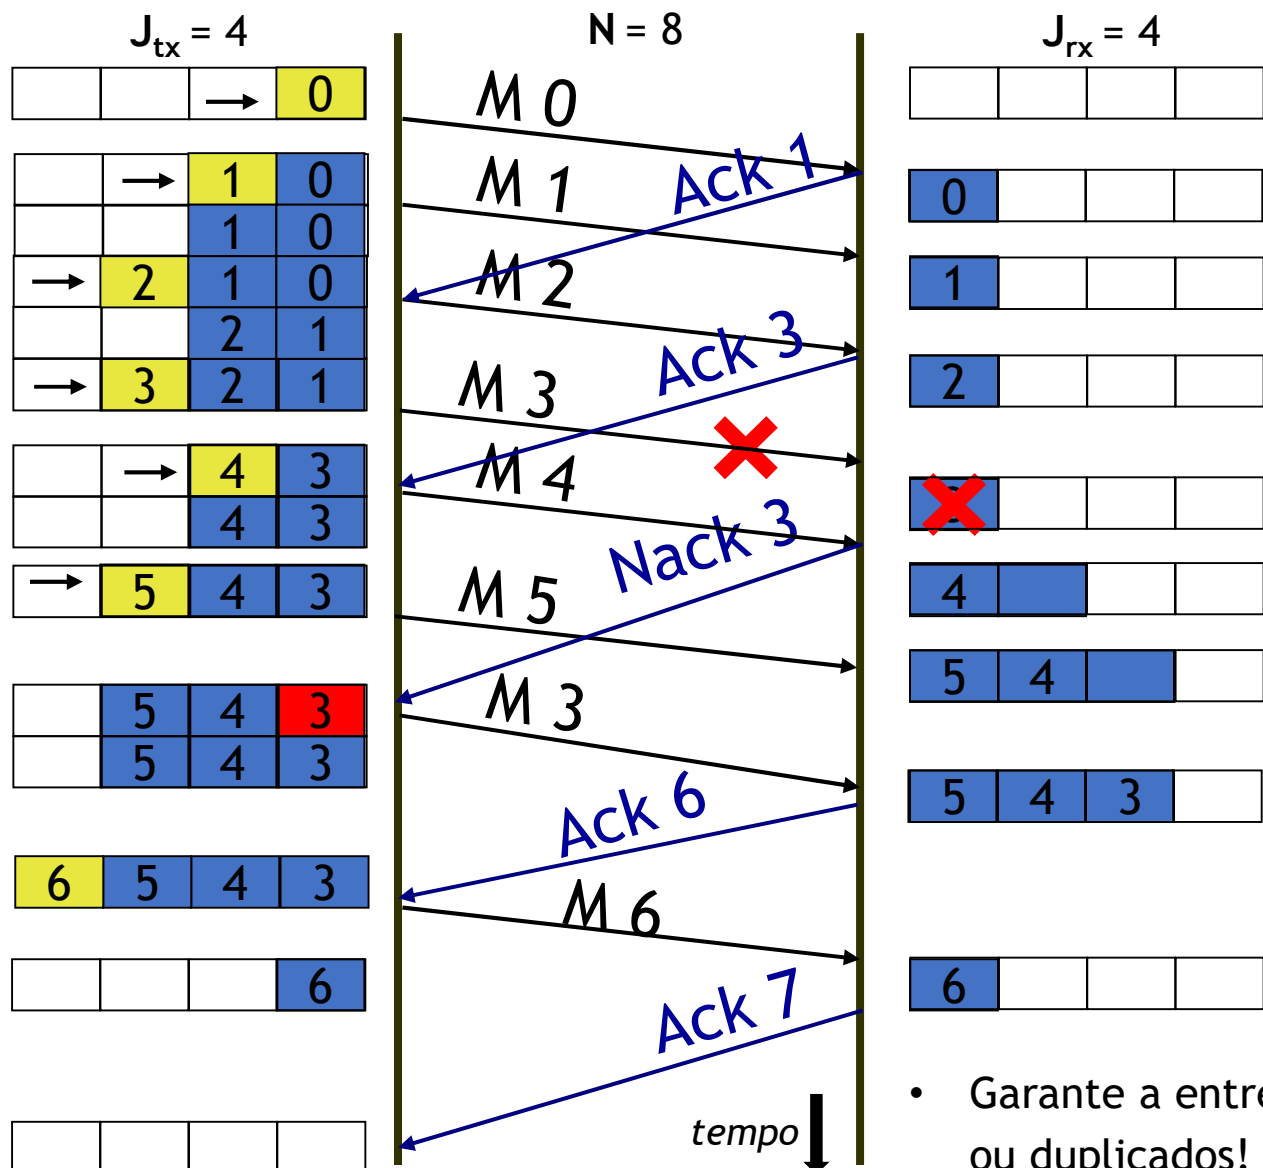 Jtx = 4
N = 8
Jrx = 4
0
M 0
1 0
M 1
Ack 1
0
1 0
2 1 0
M 2
1
2 1
Ack 3
3 2 1
M 3
2
4 3
M 4
4 3
Nack 3
5 4 3
M 5
4
5 4
5 4 3
M 3
5 4 3
5 4 3
Ack 6
6 5 4 3
M 6
6
6
Ack 7
tempo
• Garante a entre
ou duplicados!